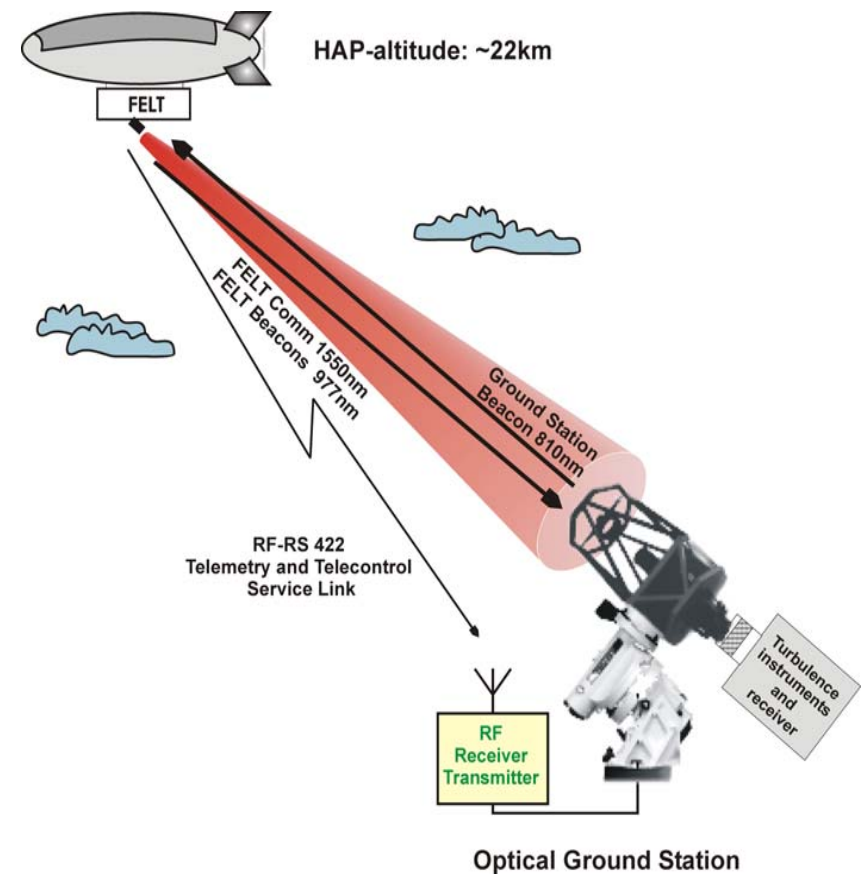 HAP-altitude: ~22km
FELT
FELT Comm 1550nm
FELT Beacons 977nm
Ground Station
Beacon 810nm
RF-RS 422
Telemetry and Telecontrol
Service Link
Turbulence
instruments
and
receiver
RF
Receiver
Transmitter
Optical Ground Station